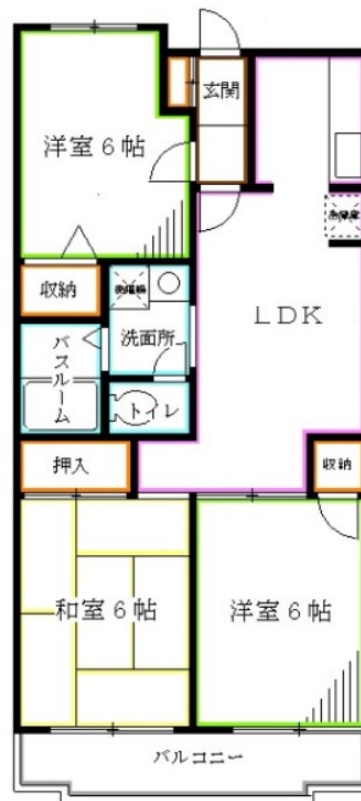 玄関
洋室6帖
LDK
収納
洗面所
バスルーム
トイレ
押入
収納
和室6帖
洋室6帖
バルコニー